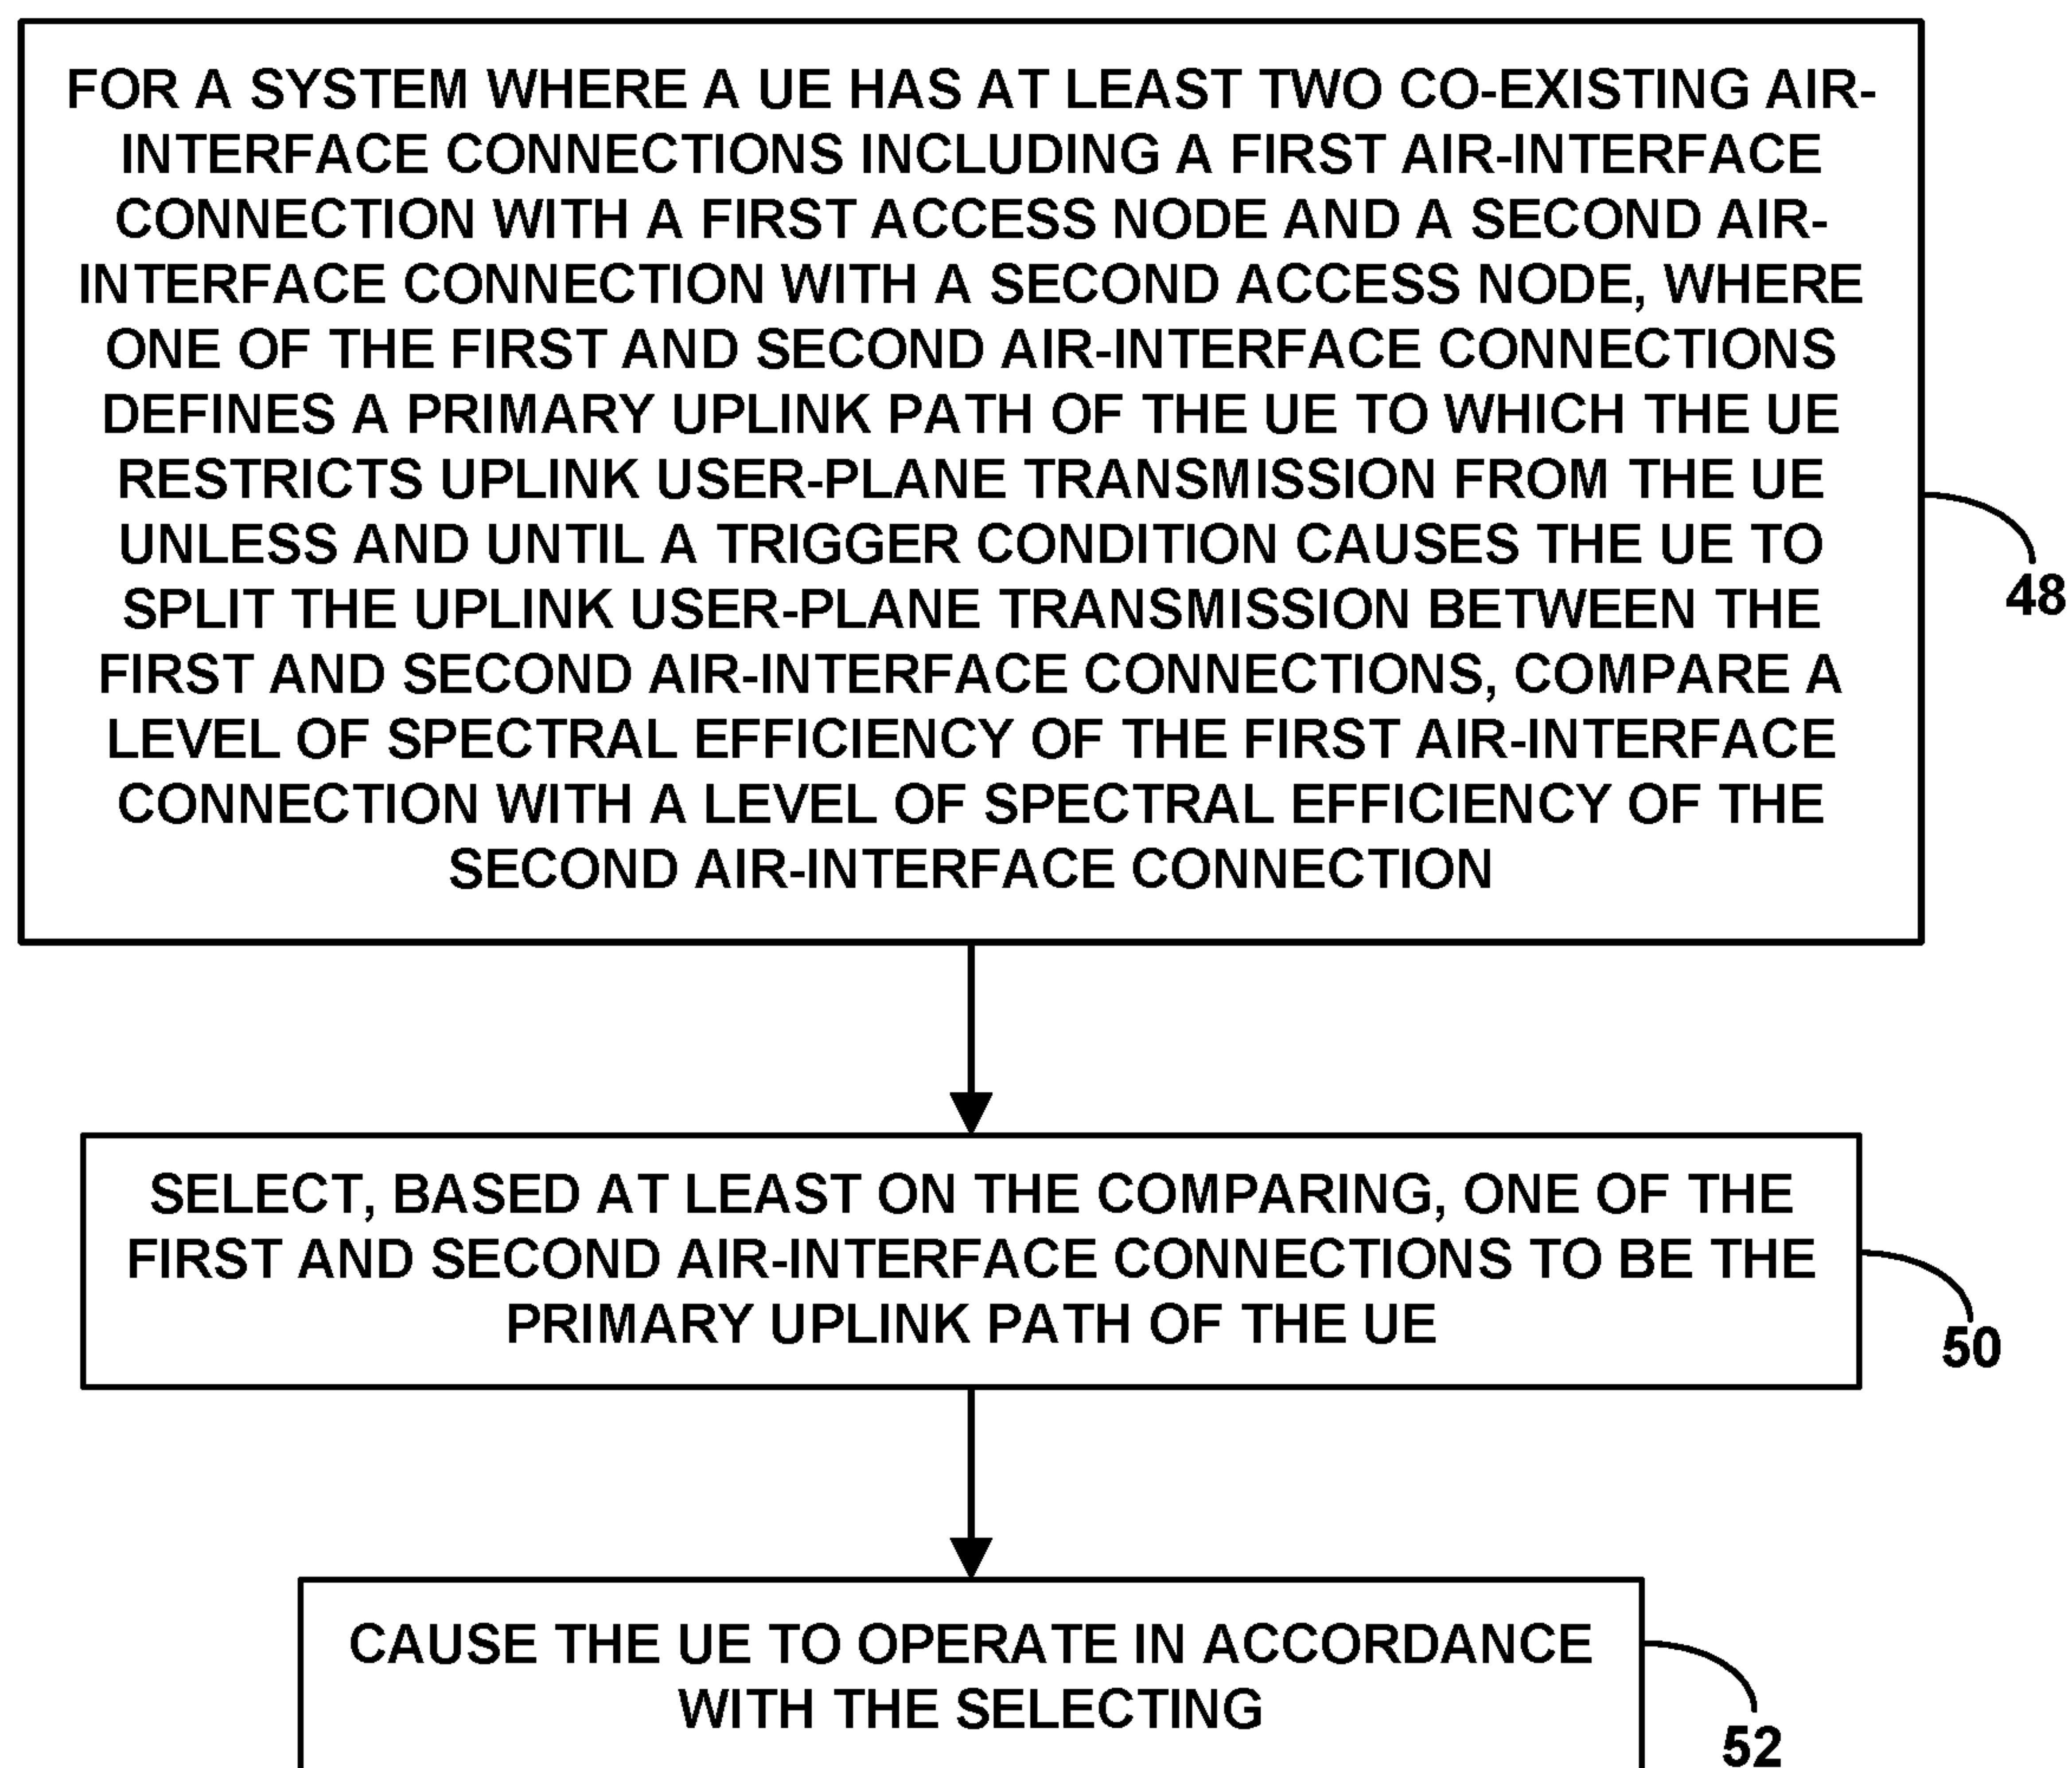 FOR A SYSTEM WHERE A UE HAS AT LEAST TWO CO-EXISTING AIR-
INTERFACE CONNECTIONS INCLUDING A FIRST AIR-INTERFACE
CONNECTION WITH A FIRST ACCESS NODE AND A SECOND AIR-
INTERFACE CONNECTION WITH A SECOND ACCESS NODE, WHERE
ONE OF THE FIRST AND SECOND AIR-INTERFACE CONNECTIONS
DEFINES A PRIMARY UPLINK PATH OF THE UE TO WHICH THE UE
RESTRICTS UPLINK USER-PLANE TRANSMISSION FROM THE UE
UNLESS AND UNTIL A TRIGGER CONDITION CAUSES THE UE TO
SPLIT THE UPLINK USER-PLANE TRANSMISSION BETWEEN THE
FIRST AND SECOND AIR-INTERFACE CONNECTIONS, COMPARE A
LEVEL OF SPECTRAL EFFICIENCY OF THE FIRST AIR-INTERFACE
CONNECTION WITH A LEVEL OF SPECTRAL EFFICIENCY OF THE
SECOND AIR-INTERFACE CONNECTION
48
SELECT, BASED AT LEAST ON THE COMPARING, ONE OF THE
FIRST AND SECOND AIR-INTERFACE CONNECTIONS TO BE THE
PRIMARY UPLINK PATH OF THE UE
50
CAUSE THE UE TO OPERATE IN ACCORDANCE
WITH THE SELECTING
52